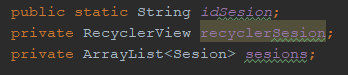 public static String idSesion;
private RecyclerView recyclerSesion;
private ArrayList<Sesion> sesions;